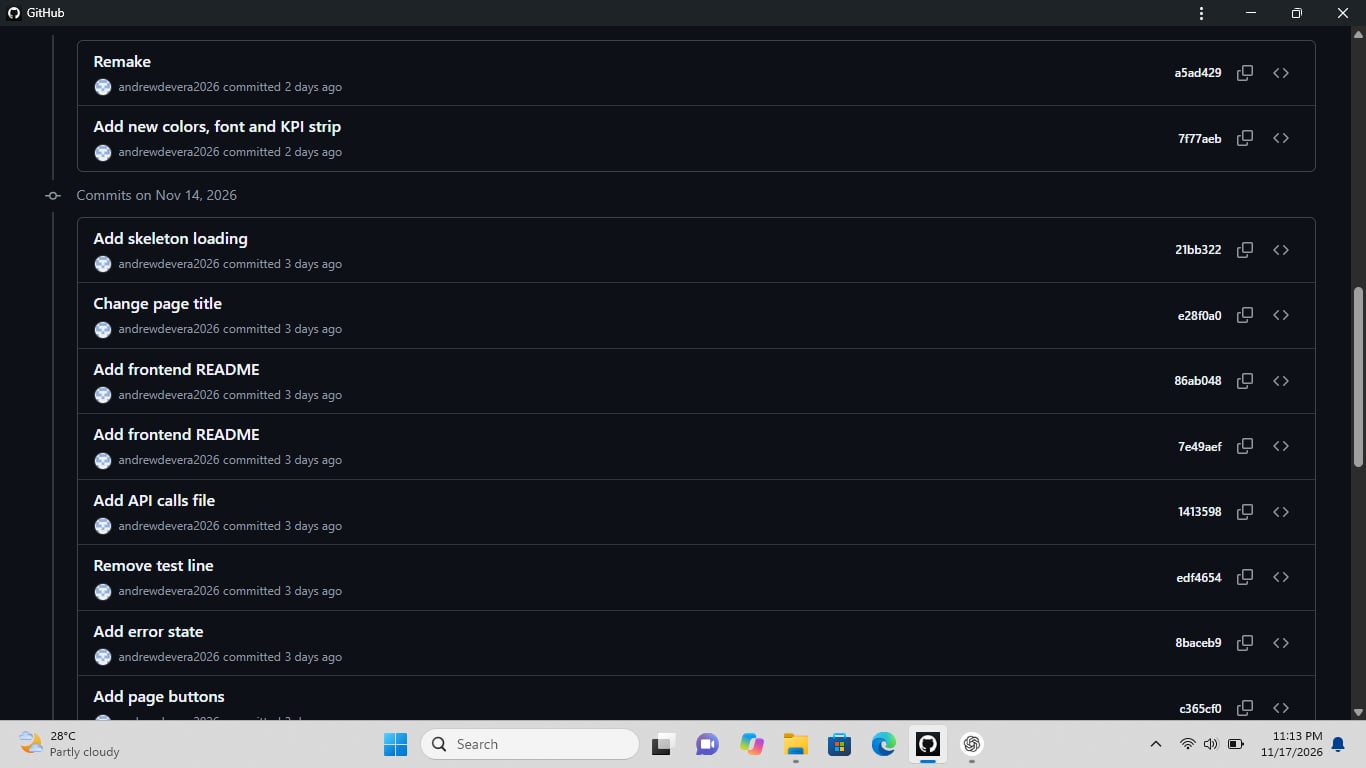 GitHub
Remake
andrewdevera2026 committed 2 days ago
a5ad429
Add new colors, font and KPI strip
andrewdevera2026 committed 2 days ago
7f77aeb
Commits on Nov 14, 2026
Add skeleton loading
andrewdevera2026 committed 3 days ago
21bb322
Change page title
andrewdevera2026 committed 3 days ago
e28f0a0
Add frontend README
andrewdevera2026 committed 3 days ago
86ab048
Add frontend README
andrewdevera2026 committed 3 days ago
7e49aef
Add API calls file
andrewdevera2026 committed 3 days ago
1413598
Remove test line
andrewdevera2026 committed 3 days ago
edf4654
Add error state
andrewdevera2026 committed 3 days ago
8baceb9
Add page buttons
c365cf0
28°C
Partly cloudy
Search
11:13 PM
11/17/2026